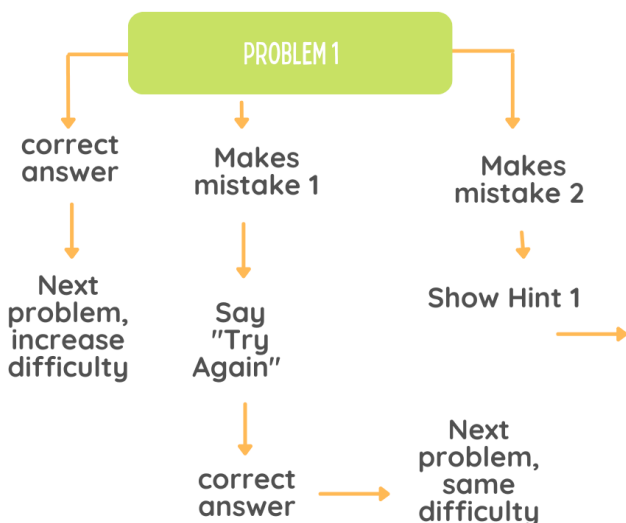 PROBLEM 1
correct
answer
Makes
mistake 1
Makes
mistake 2
Next
problem,
increase
difficulty
Say
"Try
Again"
Show Hint 1
correct
answer
Next
problem,
same
difficulty